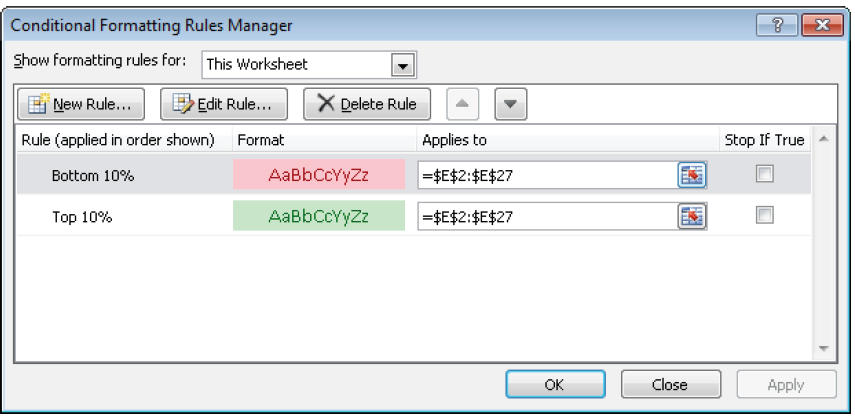 Conditional Formatting Rules Manager
Show formatting rules for: This Worksheet
New Rule... Edit Rule... Delete Rule
Rule (applied in order shown) Format Applies to Stop If True
Bottom 10% AaBbCcYyZz =$E$2:$E$27
Top 10% AaBbCcYyZz =$E$2:$E$27
OK Close Apply